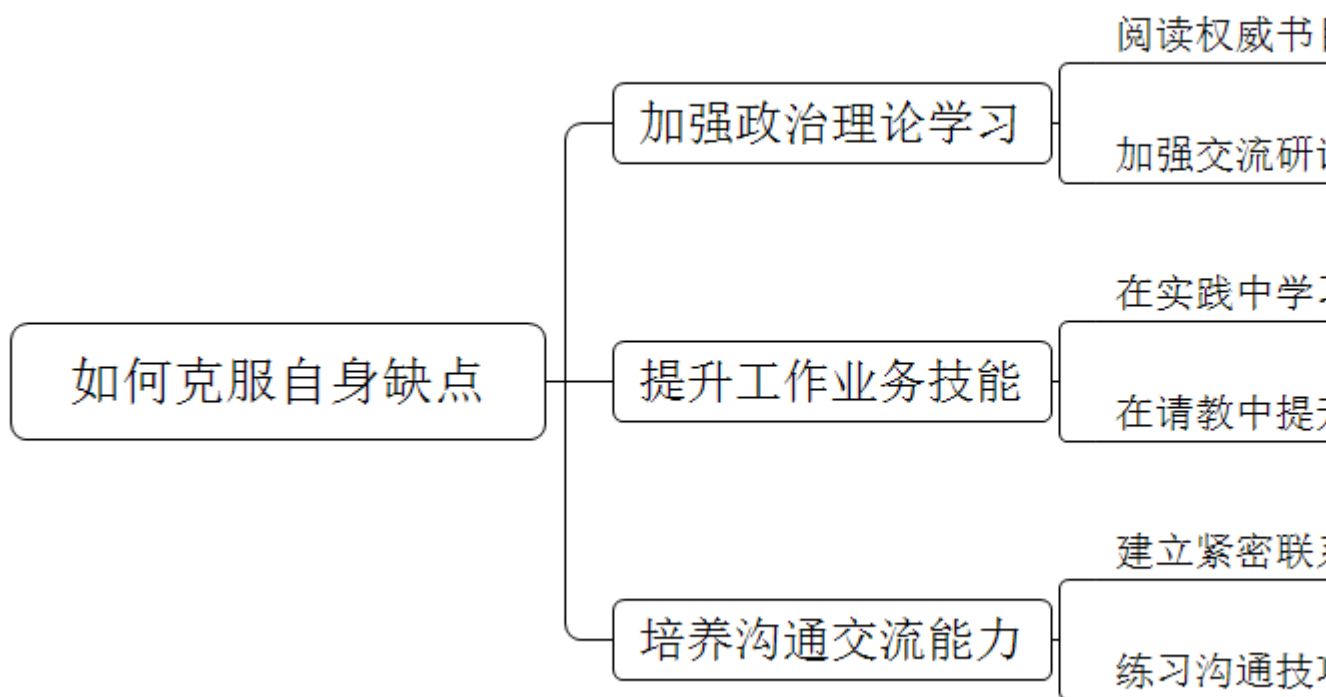 阅读权威书
加强政治理论学习
加强交流研
在实践中学
如何克服自身缺点
提升工作业务技能
在请教中提
建立紧密联
培养沟通交流能力
练习沟通技